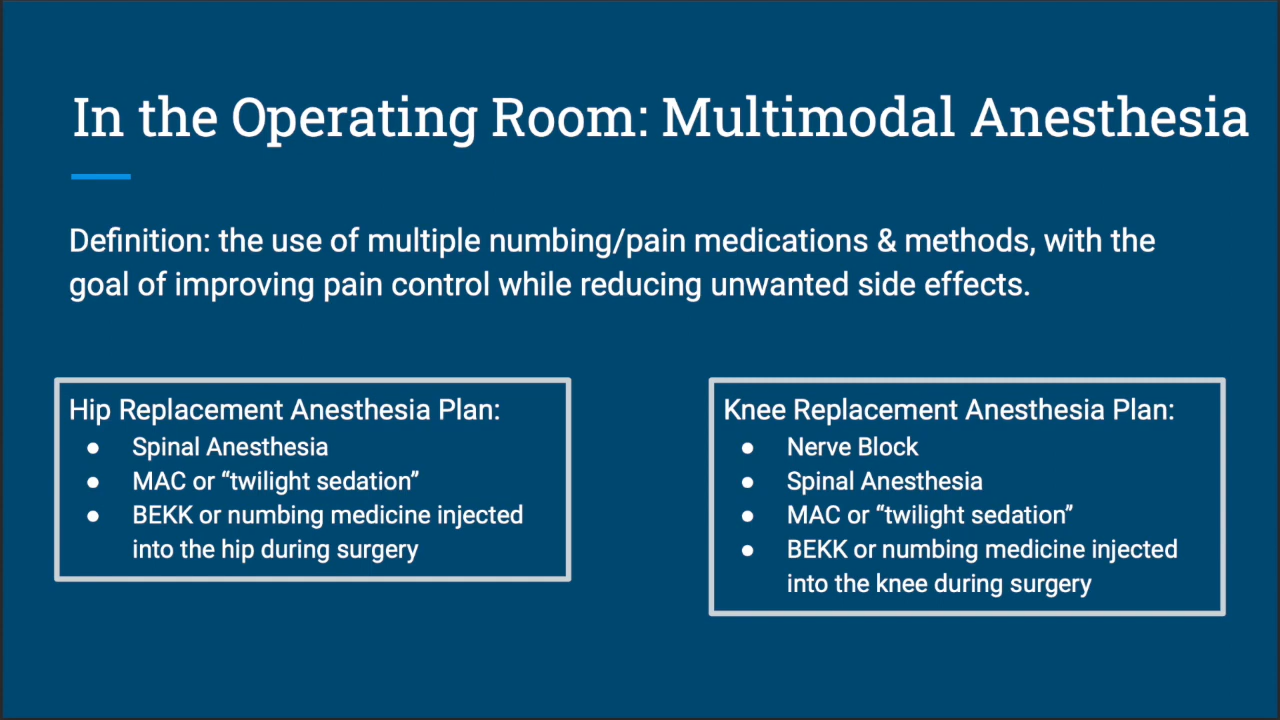 In the Operating Room: Multimodal Anesthesia
Definition: the use of multiple numbing/pain medications & methods, with the
goal of improving pain control while reducing unwanted side effects.
Hip Replacement Anesthesia Plan:
● Spinal Anesthesia
● MAC or “twilight sedation”
● BEKK or numbing medicine injected
into the hip during surgery
Knee Replacement Anesthesia Plan:
● Nerve Block
● Spinal Anesthesia
● MAC or “twilight sedation”
● BEKK or numbing medicine injected
into the knee during surgery